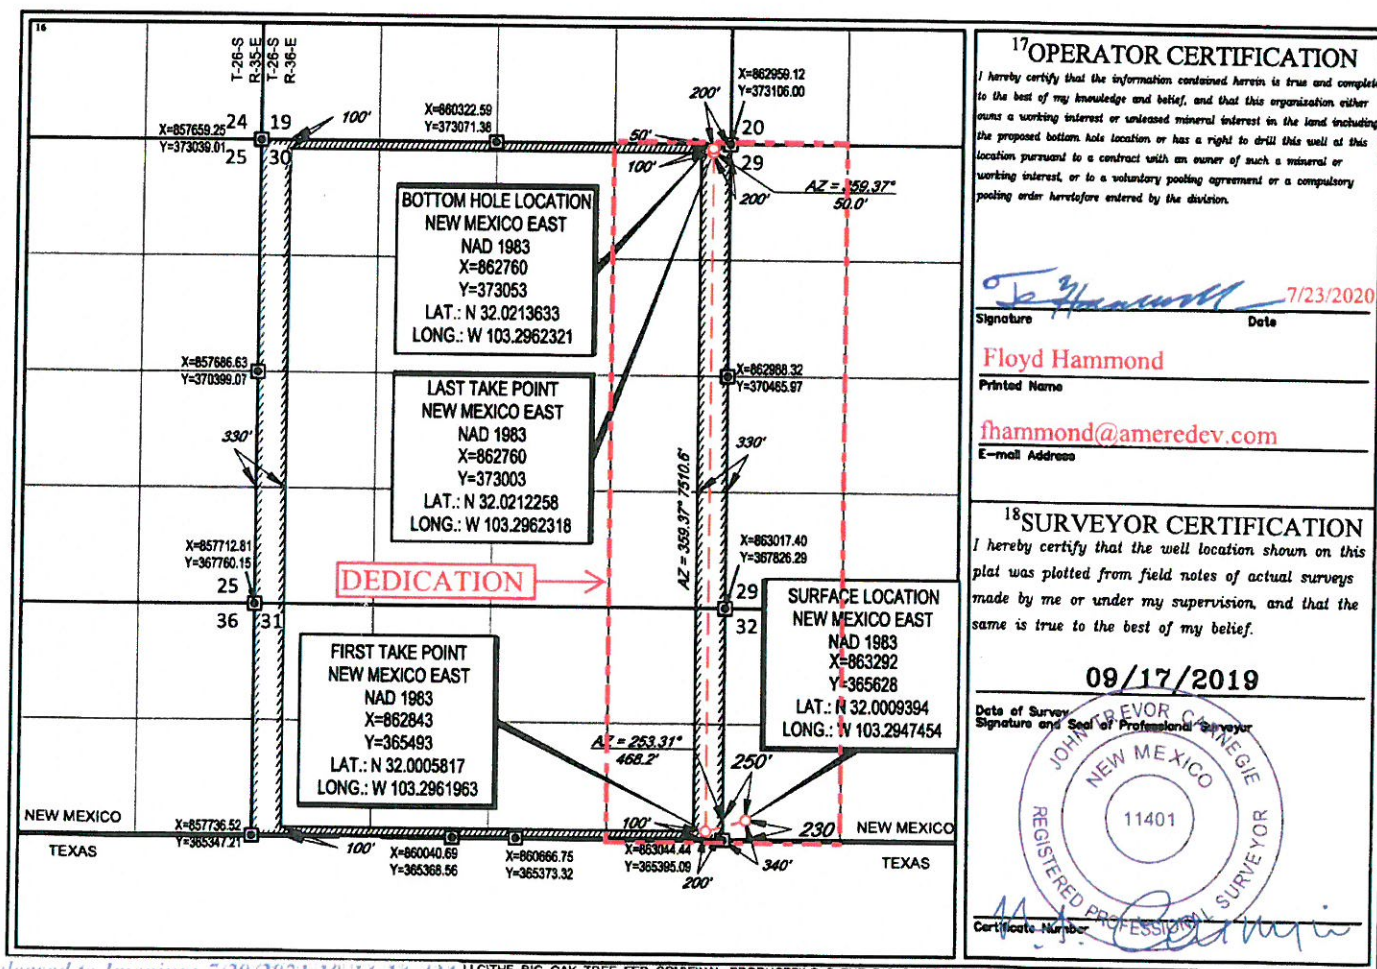 16
T-26-S
R-35-E
T-26-S
R-36-E
X=857659.25
Y=373039.01
24 19
25 30
100'
X=860322.59
Y=373071.38
50'
100'
200'
X=862959.12
Y=373106.00
20
29
200'
AZ = 359.37°
50.0'
BOTTOM HOLE LOCATION
NEW MEXICO EAST
NAD 1983
X=862760
Y=373053
LAT.: N 32.0213633
LONG.: W 103.2962321
LAST TAKE POINT
NEW MEXICO EAST
NAD 1983
X=862760
Y=373003
LAT.: N 32.0212258
LONG.: W 103.2962318
X=857686.63
Y=370399.07
X=862988.32
Y=370465.97
330'
330'
AZ = 359.37° 7510.6'
X=857712.81
Y=367760.15
25
36 31
DEDICATION
X=863017.40
Y=367826.29
29
32
SURFACE LOCATION
NEW MEXICO EAST
NAD 1983
X=863292
Y=365628
LAT.: N 32.0009394
LONG.: W 103.2947454
FIRST TAKE POINT
NEW MEXICO EAST
NAD 1983
X=862843
Y=365493
LAT.: N 32.0005817
LONG.: W 103.2961963
AZ = 253.31°
468.2'
250'
230
340'
100'
200'
NEW MEXICO
TEXAS
X=857736.52
Y=365347.21
100'
X=860040.69
Y=365368.56
X=860666.75
Y=365373.32
X=863044.44
Y=365395.09
NEW MEXICO
TEXAS
17 OPERATOR CERTIFICATION
I hereby certify that the information contained herein is true and complete
to the best of my knowledge and belief, and that this organization either
owns a working interest or unleased mineral interest in the land including
the proposed bottom hole location or has a right to drill this well at this
location pursuant to a contract with an owner of such a mineral or
working interest, or to a voluntary pooling agreement or a compulsory
pooling order heretofore entered by the division.
7/23/2020
Signature Date
Floyd Hammond
Printed Name
fhammond@ameredev.com
E-mail Address
18 SURVEYOR CERTIFICATION
I hereby certify that the well location shown on this
plat was plotted from field notes of actual surveys
made by me or under my supervision, and that the
same is true to the best of my belief.
09/17/2019
Date of Survey
Signature and Seal of Professional Surveyor
JOHN TREVOR CARNEGIE
NEW MEXICO
11401
REGISTERED PROFESSIONAL SURVEYOR
Certificate Number